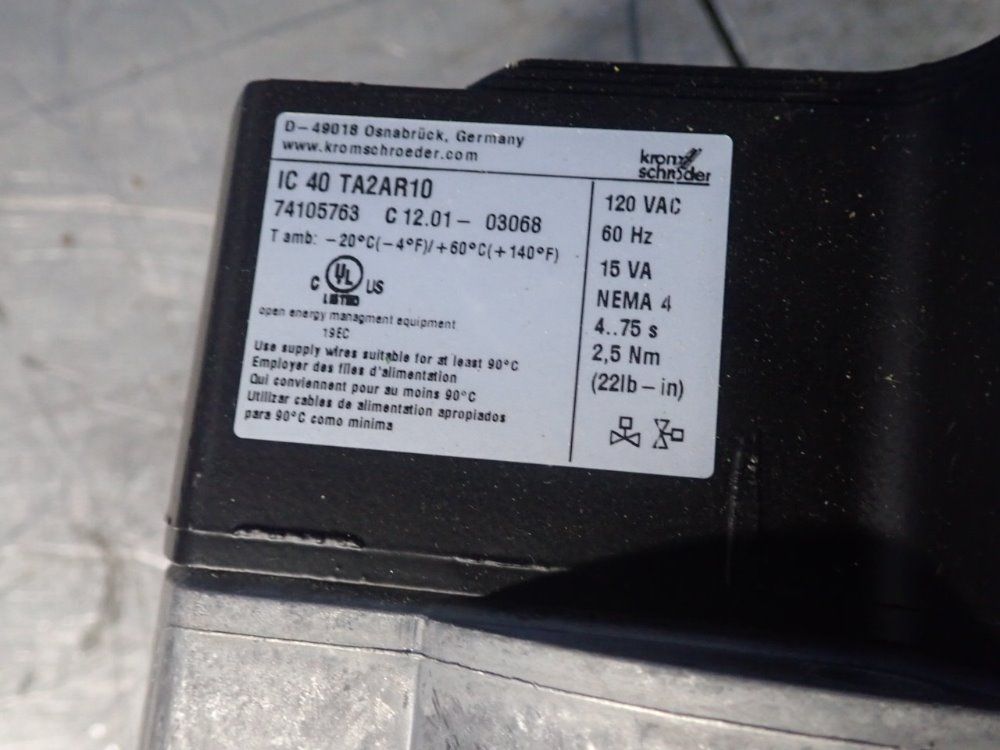 D-49018 Osnabrück, Germany
www.kromschroeder.com
krom
schröder
IC 40 TA2AR10
74105763 C 12.01- 03068
T amb: -20°C(-4°F)/+60°C(+140°F)
C UL US
LISTED
open energy managment equipment
19EC
Use supply wires suitable for at least 90°C
Employer des files d'alimentation
Qui conviennent pour au moins 90°C
Utilizar cables de alimentation apropiados
para 90°C como minima
120 VAC
60 Hz
15 VA
NEMA 4
4..75 s
2,5 Nm
(22lb-in)